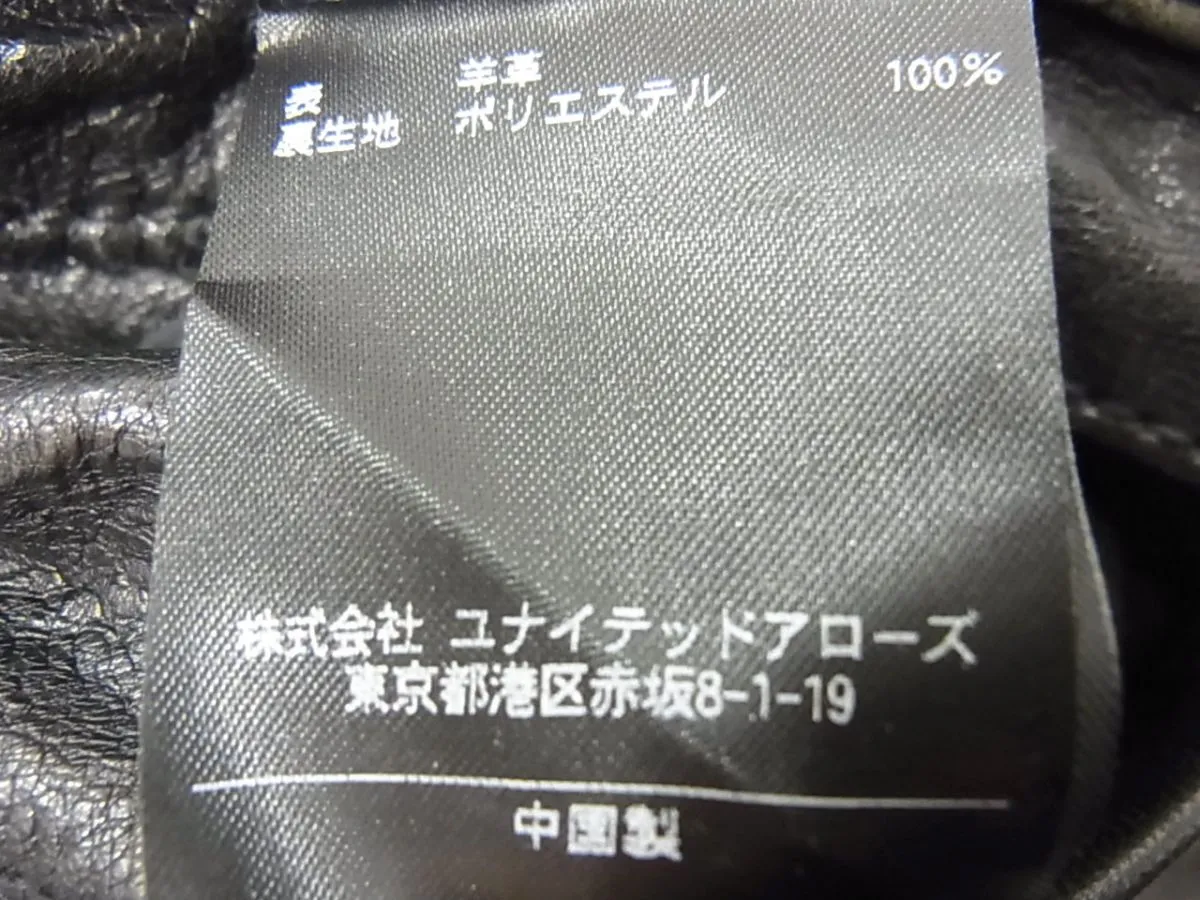 表 羊革
裏生地 ポリエステル 100%
株式会社 ユナイテッドアローズ
東京都港区赤坂8-1-19
中国製